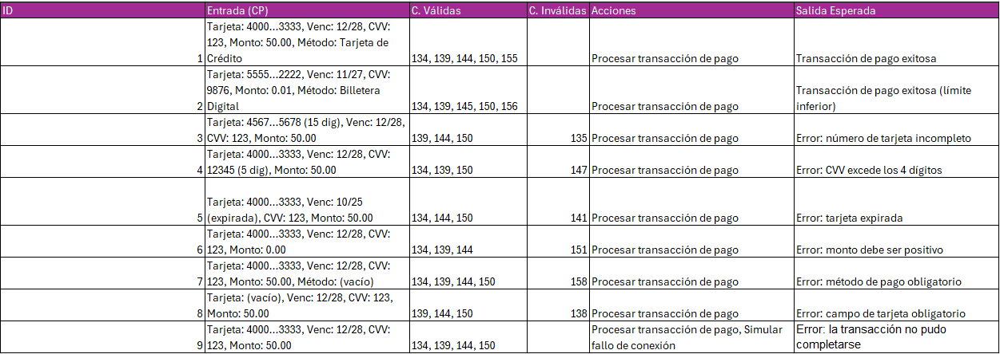 ID Entrada (CP) C. Válidas C. Inválidas Acciones Salida Esperada
Tarjeta: 4000...3333, Venc: 12/28, CVV:
123, Monto: 50.00, Método: Tarjeta de
1 Crédito 134, 139, 144, 150, 155 Procesar transacción de pago Transacción de pago exitosa
Tarjeta: 5555...2222, Venc: 11/27, CVV:
9876, Monto: 0.01, Método: Billetera Transacción de pago exitosa (límite
2 Digital 134, 139, 145, 150, 156 Procesar transacción de pago inferior)
Tarjeta: 4567...5678 (15 dig), Venc: 12/28,
3 CVV: 123, Monto: 50.00 139, 144, 150 135 Procesar transacción de pago Error: número de tarjeta incompleto
Tarjeta: 4000...3333, Venc: 12/28, CVV:
4 12345 (5 dig), Monto: 50.00 134, 139, 150 147 Procesar transacción de pago Error: CVV excede los 4 dígitos
Tarjeta: 4000...3333, Venc: 10/25
5 (expirada), CVV: 123, Monto: 50.00 134, 144, 150 141 Procesar transacción de pago Error: tarjeta expirada
Tarjeta: 4000...3333, Venc: 12/28, CVV:
6 123, Monto: 0.00 134, 139, 144 151 Procesar transacción de pago Error: monto debe ser positivo
Tarjeta: 4000...3333, Venc: 12/28, CVV:
7 123, Monto: 50.00, Método: (vacío) 134, 139, 144, 150 158 Procesar transacción de pago Error: método de pago obligatorio
Tarjeta: (vacío), Venc: 12/28, CVV: 123,
8 Monto: 50.00 139, 144, 150 138 Procesar transacción de pago Error: campo de tarjeta obligatorio
Tarjeta: 4000...3333, Venc: 12/28, CVV: Procesar transacción de pago, Simular Error: la transacción no pudo
9 123, Monto: 50.00 134, 139, 144, 150 fallo de conexión completarse